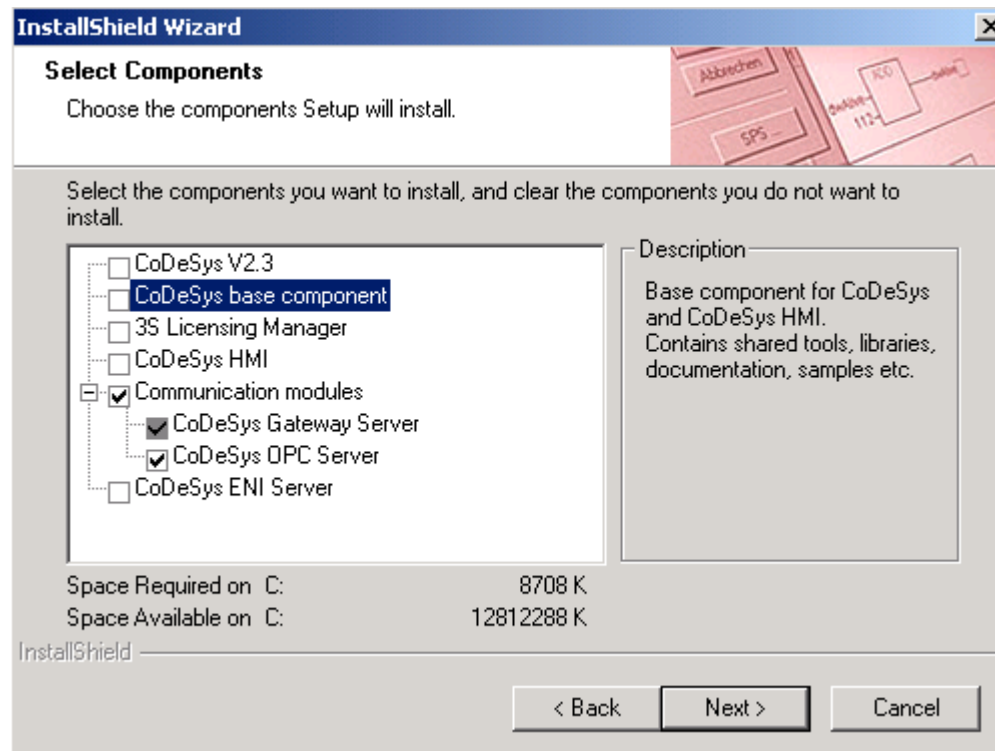 InstallShield Wizard
Select Components
Choose the components Setup will install.
Abbrechen
SPS ...
112
Select the components you want to install, and clear the components you do not want to
install.
CoDeSys V2.3
CoDeSys base component
3S Licensing Manager
CoDeSys HMI
Communication modules
CoDeSys Gateway Server
CoDeSys OPC Server
CoDeSys ENI Server
Description
Base component for CoDeSys
and CoDeSys HMI.
Contains shared tools, libraries,
documentation, samples etc.
Space Required on C: 8708 K
Space Available on C: 12812288 K
InstallShield
< Back
Next >
Cancel